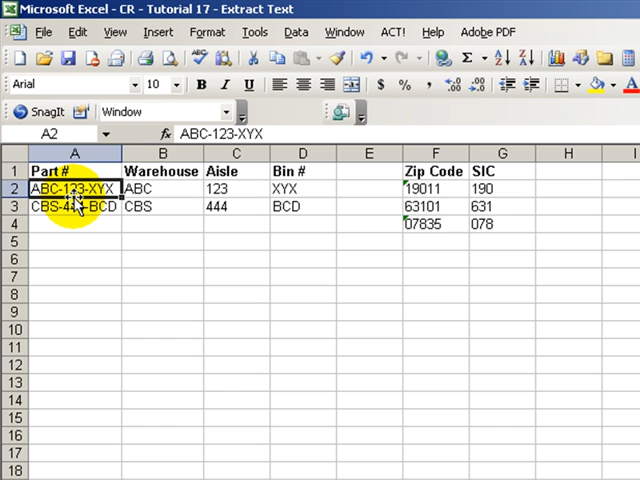 Microsoft Excel - CR - Tutorial 17 - Extract Text
File Edit View Insert Format Tools Data Window ACT! Help Adobe PDF
Arial 10 B I U $ % , .00 .00
SnagIt Window
A2 fx ABC-123-XYX
A B C D E F G H I
1 Part # Warehouse Aisle Bin # Zip Code SIC
2 ABC-123-XYX ABC 123 XYX 19011 190
3 CBS-444-BCD CBS 444 BCD 63101 631
4 07835 078
5
6
7
8
9
10
11
12
13
14
15
16
17
18